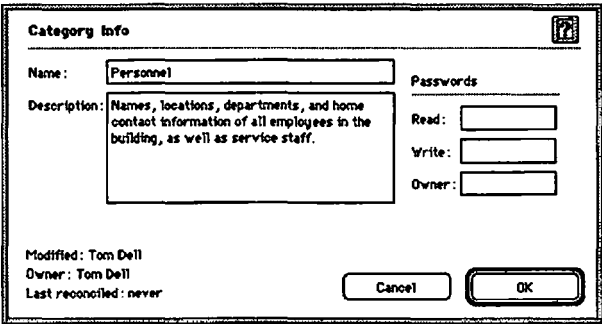 Category Info
?
Name: Personnel
Description: Names, locations, departments, and home
contact information of all employees in the
building, as well as service staff.
Passwords
Read:
Write:
Owner:
Modified: Tom Dell
Owner: Tom Dell
Last reconciled: never
Cancel
OK